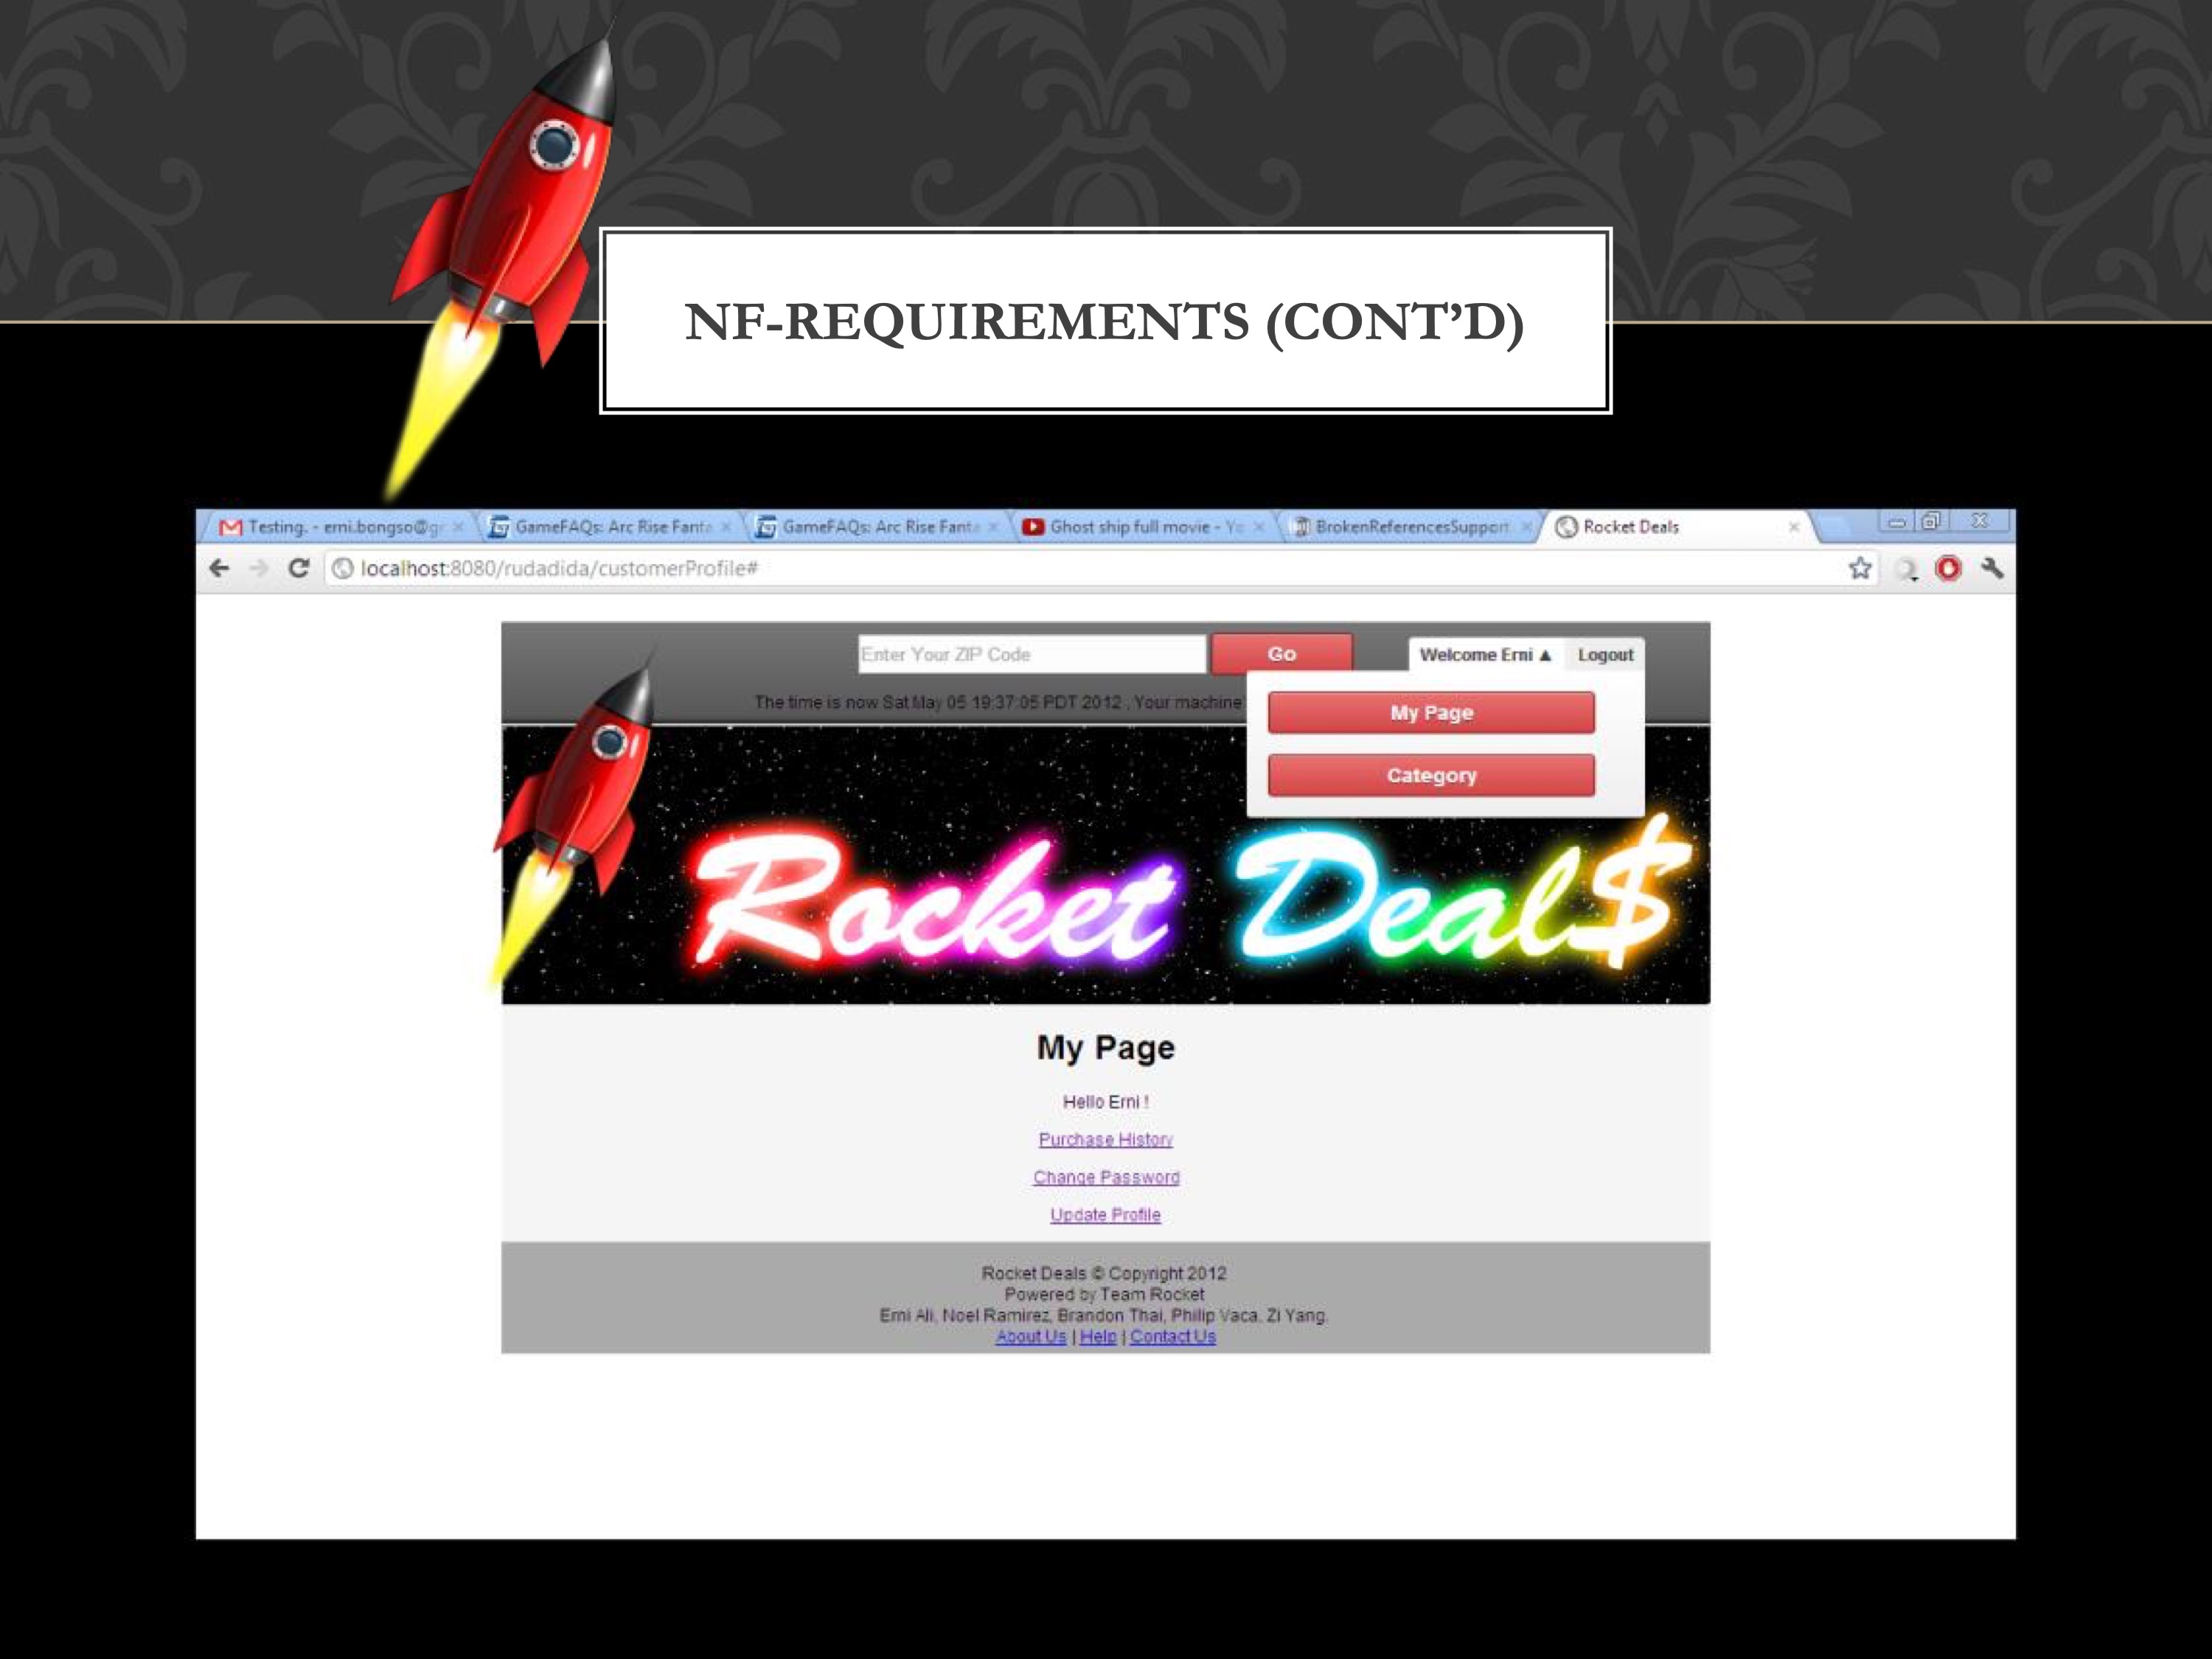 NF-REQUIREMENTS (CONT'D)
Testing. - erni.bongso@g
GameFAQs: Arc Rise Fanta
GameFAQs: Arc Rise Fanta
Ghost ship full movie - Yo
BrokenReferencesSupport
Rocket Deals
localhost:8080/rudadida/customerProfile#
Enter Your ZIP Code
Go
Welcome Erni ▲
Logout
The time is now Sat May 05 19:37:05 PDT 2012 , Your machine
My Page
Category
Rocket Deal$
My Page
Hello Erni !
Purchase History
Change Password
Update Profile
Rocket Deals © Copyright 2012
Powered by Team Rocket
Erni Ali, Noel Ramirez, Brandon Thai, Philip Vaca, Zi Yang.
About Us | Help | Contact Us